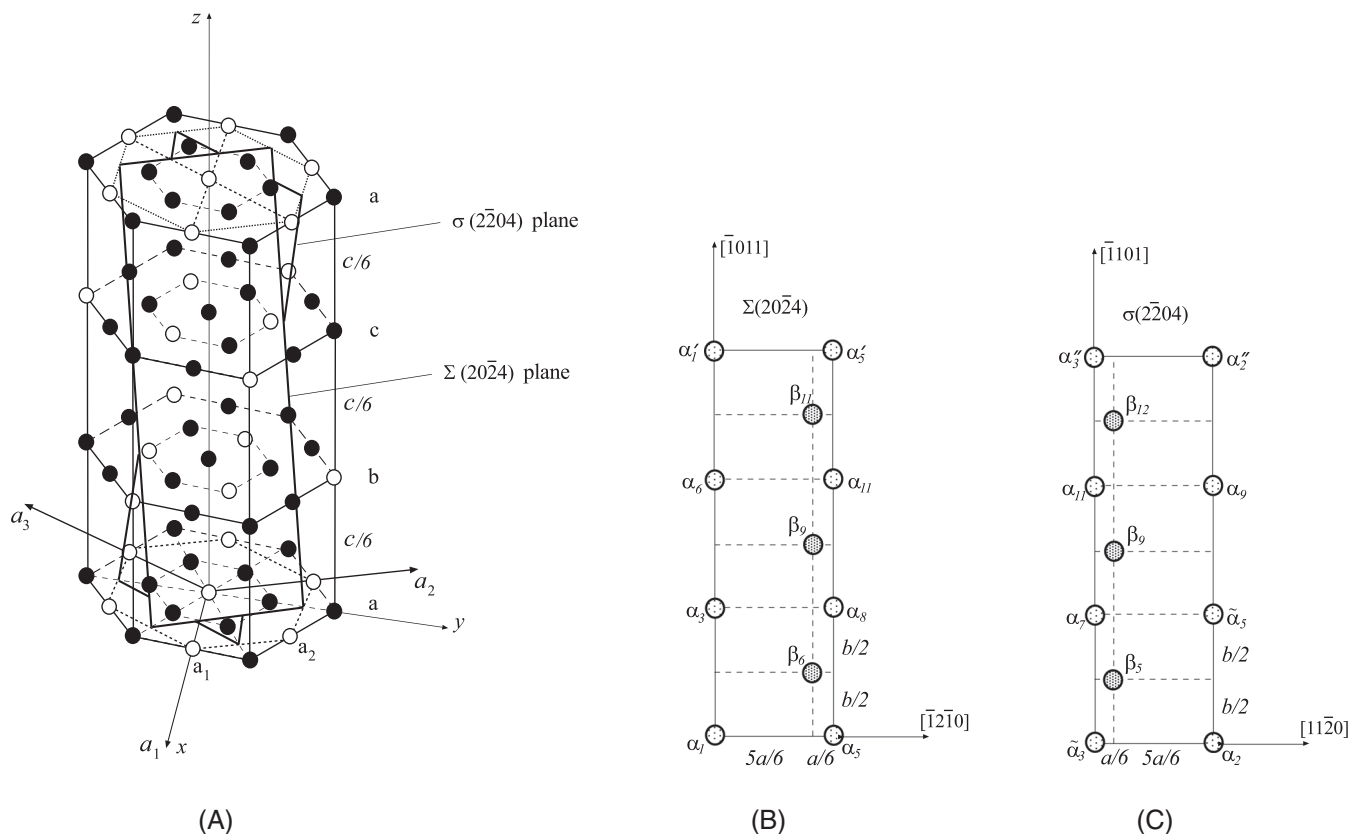 z
a
σ (22̅04) plane
c/6
c
Σ (202̅4) plane
c/6
b
a₃
c/6
a₂
a
y
a₁
a₂
a₁ x
(A)
[1̅011]
Σ(202̅4)
α₁′ α₅′
β₁₁
α₆ α₁₁
β₉
α₃ α₈
b/2
β₆
b/2
[1̅21̅0]
α₁ 5a/6 a/6 α₅
(B)
[1̅101]
σ(22̅04)
α₃″ α₂″
β₁₂
α₁₁ α₉
β₉
α₇ α̃₅
b/2
β₅
b/2
[112̅0]
α̃₃ a/6 5a/6 α₂
(C)